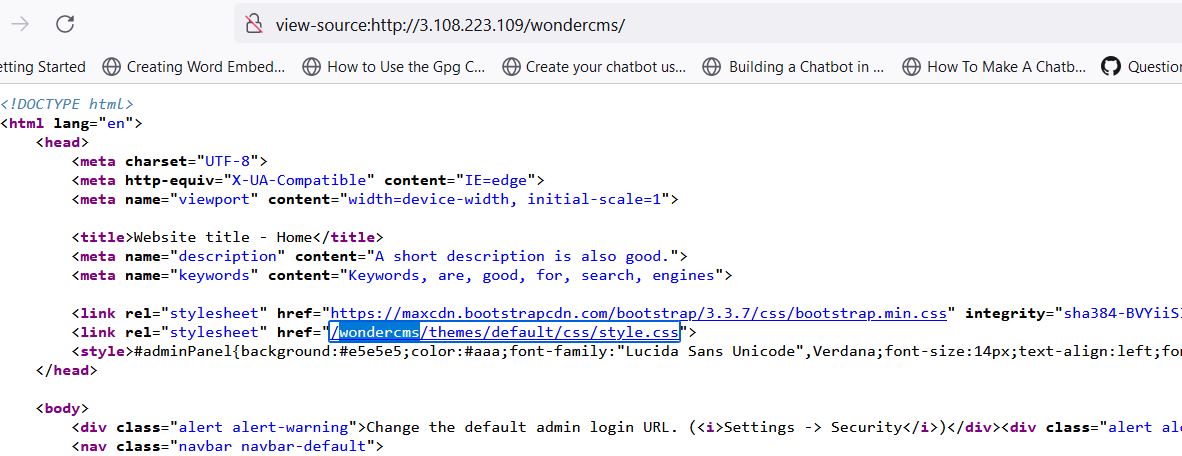 view-source:http://3.108.223.109/wondercms/
etting Started Creating Word Embed... How to Use the Gpg C... Create your chatbot us... Building a Chatbot in ... How To Make A Chatb... Question
<!DOCTYPE html>
<html lang="en">
<head>
<meta charset="UTF-8">
<meta http-equiv="X-UA-Compatible" content="IE=edge">
<meta name="viewport" content="width=device-width, initial-scale=1">
<title>Website title - Home</title>
<meta name="description" content="A short description is also good.">
<meta name="keywords" content="Keywords, are, good, for, search, engines">
<link rel="stylesheet" href="https://maxcdn.bootstrapcdn.com/bootstrap/3.3.7/css/bootstrap.min.css" integrity="sha384-BVYiiSI
<link rel="stylesheet" href="/wondercms/themes/default/css/style.css">
<style>#adminPanel{background:#e5e5e5;color:#aaa;font-family:"Lucida Sans Unicode",Verdana;font-size:14px;text-align:left;fon
</head>
<body>
<div class="alert alert-warning">Change the default admin login URL. (<i>Settings -> Security</i>)</div><div class="alert ale
<nav class="navbar navbar-default">